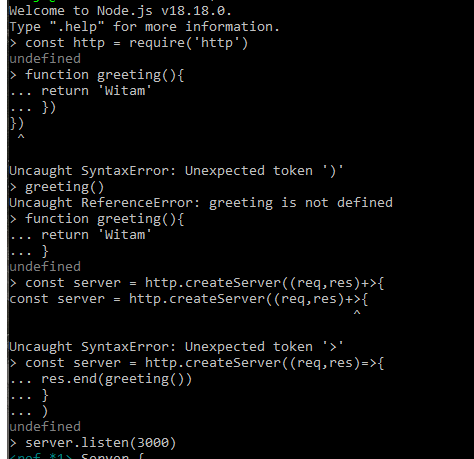 Welcome to Node.js v18.18.0.
Type ".help" for more information.
> const http = require('http')
undefined
> function greeting(){
... return 'Witam'
... })
})
 ^

Uncaught SyntaxError: Unexpected token ')'
> greeting()
Uncaught ReferenceError: greeting is not defined
> function greeting(){
... return 'Witam'
... }
undefined
> const server = http.createServer((req,res)+>{
const server = http.createServer((req,res)+>{
                                           ^

Uncaught SyntaxError: Unexpected token '>'
> const server = http.createServer((req,res)=>{
... res.end(greeting())
... }
... )
undefined
> server.listen(3000)
<ref *1> Server {